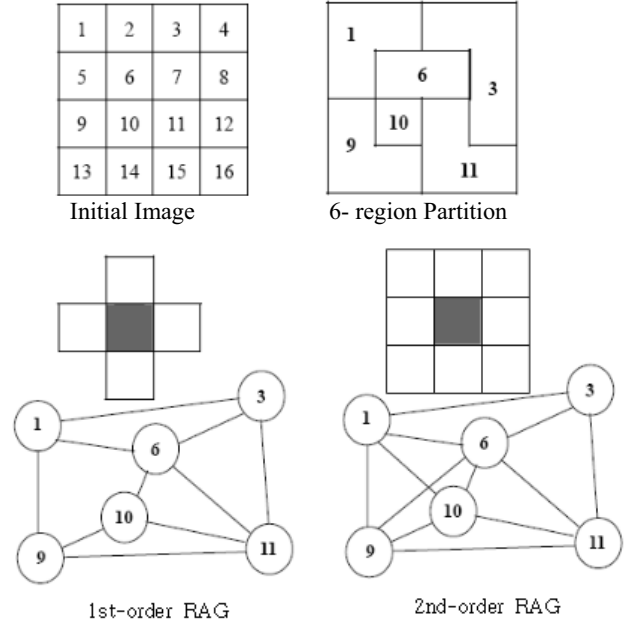 1 2 3 4
5 6 7 8
9 10 11 12
13 14 15 16
Initial Image
1
6
3
10
9
11
6- region Partition
3
1
6
10
9
11
1st-order RAG
3
1
6
10
9
11
2nd-order RAG